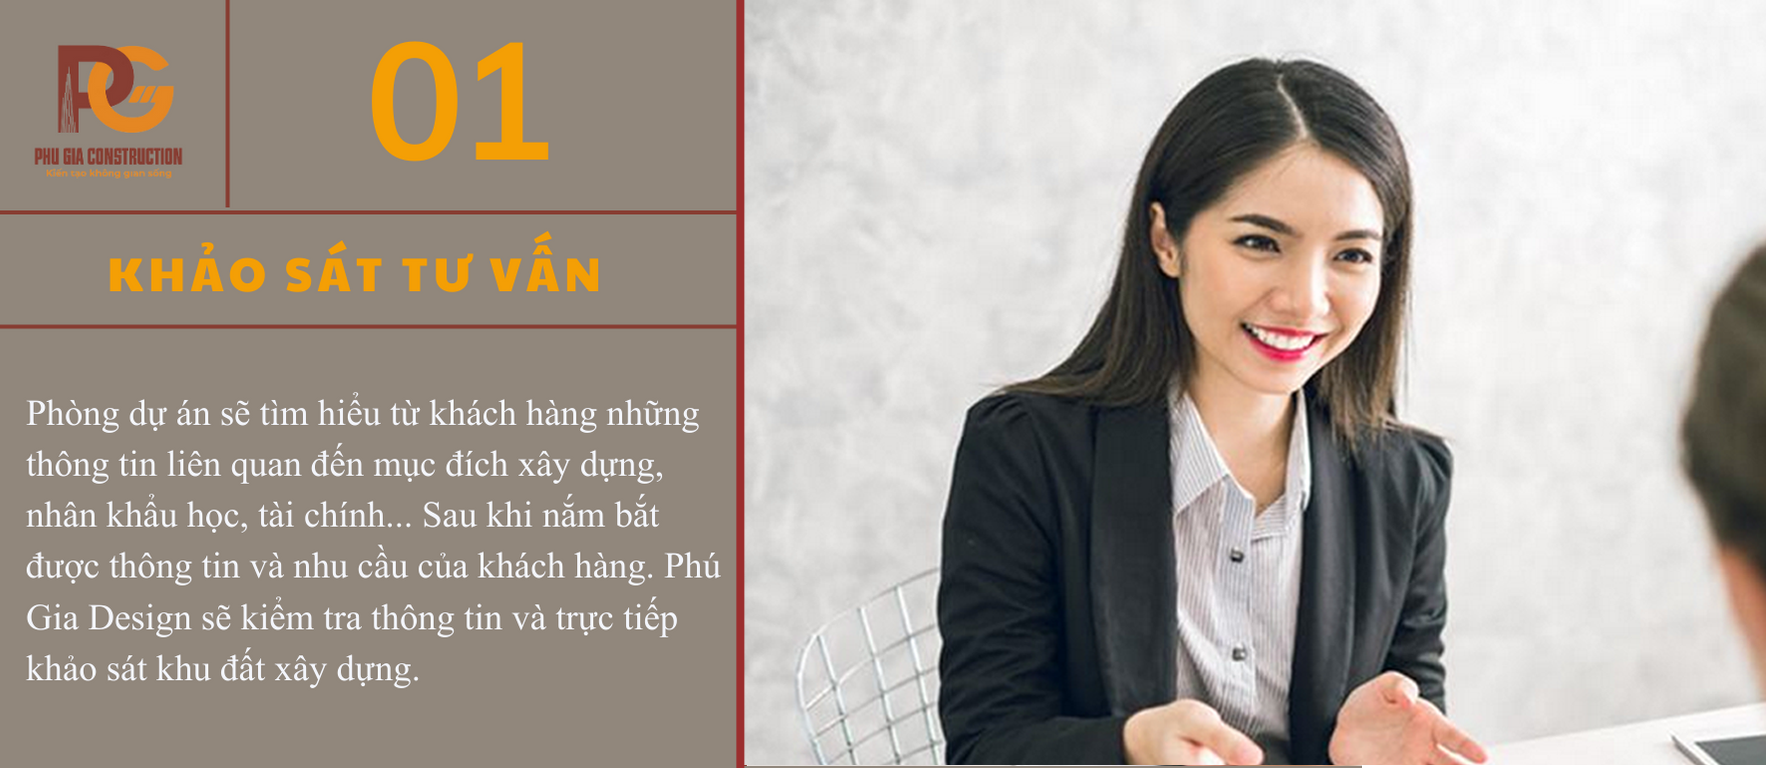 PG
PHU GIA CONSTRUCTION
Kiến tạo không gian sống
01
KHẢO SÁT TƯ VẤN
Phòng dự án sẽ tìm hiểu từ khách hàng những
thông tin liên quan đến mục đích xây dựng,
nhân khẩu học, tài chính... Sau khi nắm bắt
được thông tin và nhu cầu của khách hàng. Phú
Gia Design sẽ kiểm tra thông tin và trực tiếp
khảo sát khu đất xây dựng.